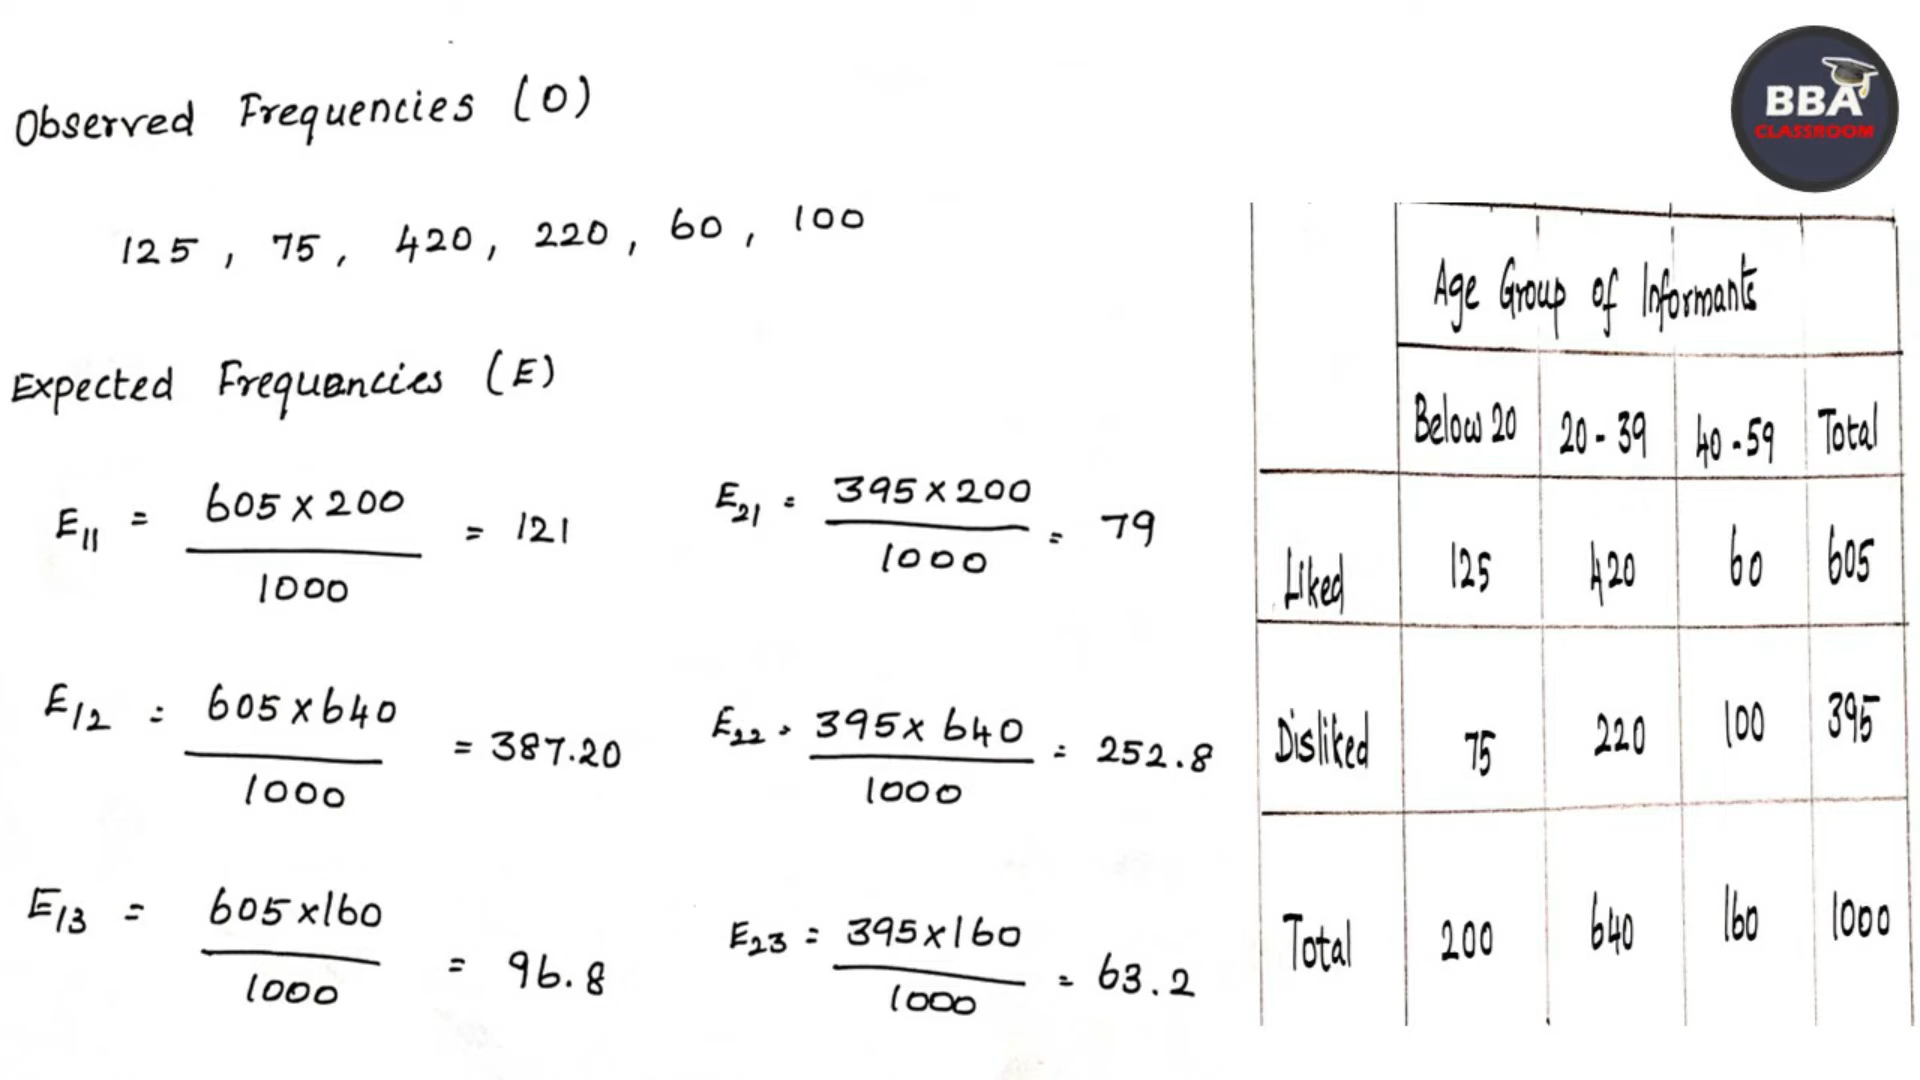 Observed Frequencies (O)
125, 75, 420, 220, 60, 100
Expected Frequencies (E)
E11 = 605 x 200 / 1000 = 121
E21 = 395 x 200 / 1000 = 79
E12 = 605 x 640 / 1000 = 387.20
E22 = 395 x 640 / 1000 = 252.8
E13 = 605 x 160 / 1000 = 96.8
E23 = 395 x 160 / 1000 = 63.2
BBA
CLASSROOM
Age Group of Informants
Below 20 20-39 40-59 Total
Liked 125 420 60 605
Disliked 75 220 100 395
Total 200 640 160 1000